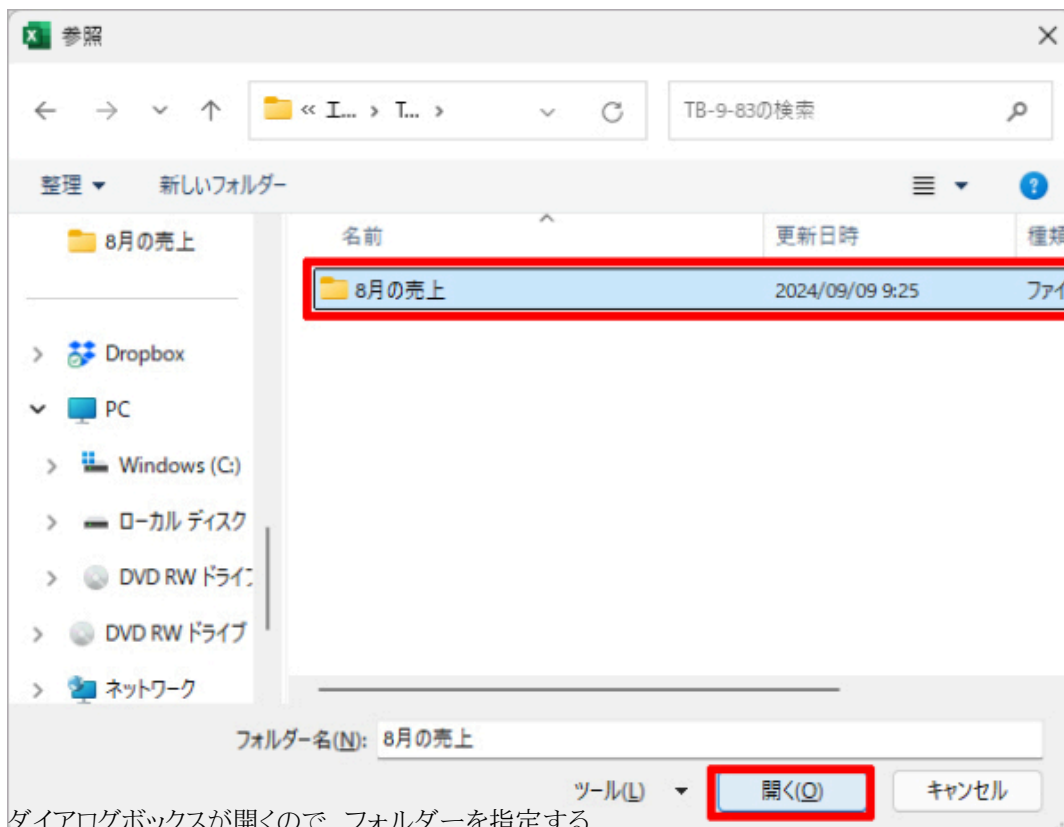 参照
« I... › T... ›
TB-9-83の検索
整理
新しいフォルダー
8月の売上
名前
更新日時
種類
8月の売上
2024/09/09 9:25
Dropbox
PC
Windows (C:)
ローカル ディスク
DVD RW ドライブ
DVD RW ドライブ
ネットワーク
フォルダー名(N): 8月の売上
ツール(L)
開く(O)
キャンセル
ダイアログボックスが開くので、フォルダーを指定する